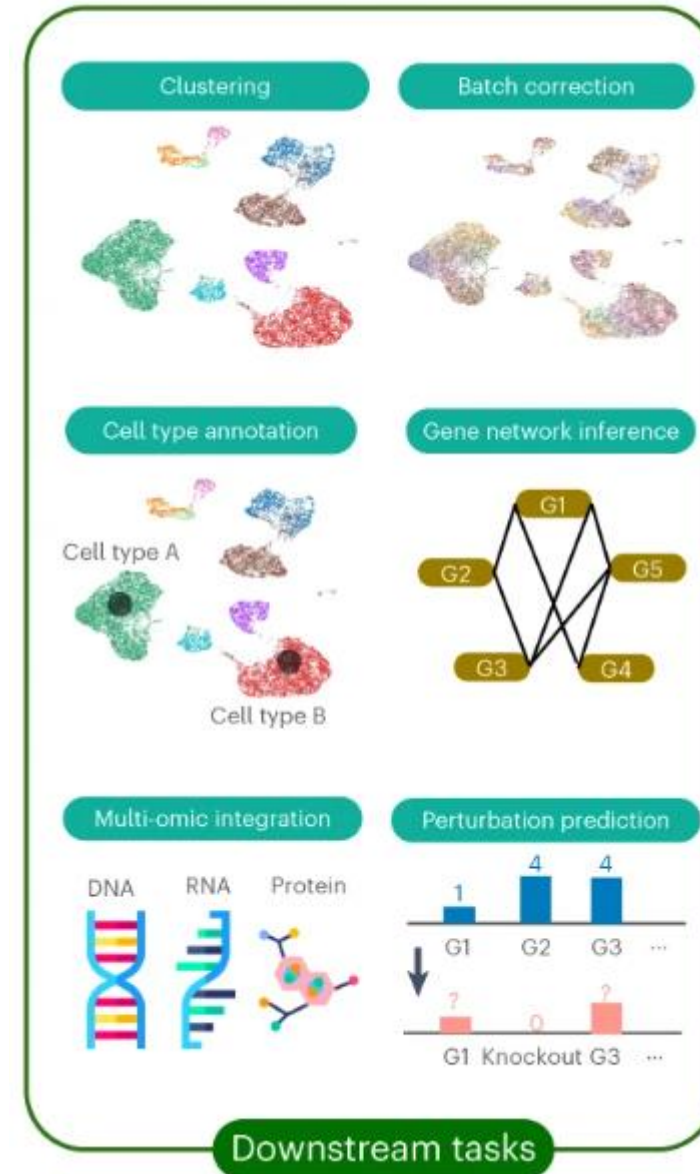 Clustering
Batch correction
Cell type annotation
Cell type A
Cell type B
Gene network inference
G1
G2
G5
G3
G4
Multi-omic integration
DNA RNA Protein
Perturbation prediction
1 4 4
G1 G2 G3 ...
? 0 ?
G1 Knockout G3 ...
Downstream tasks